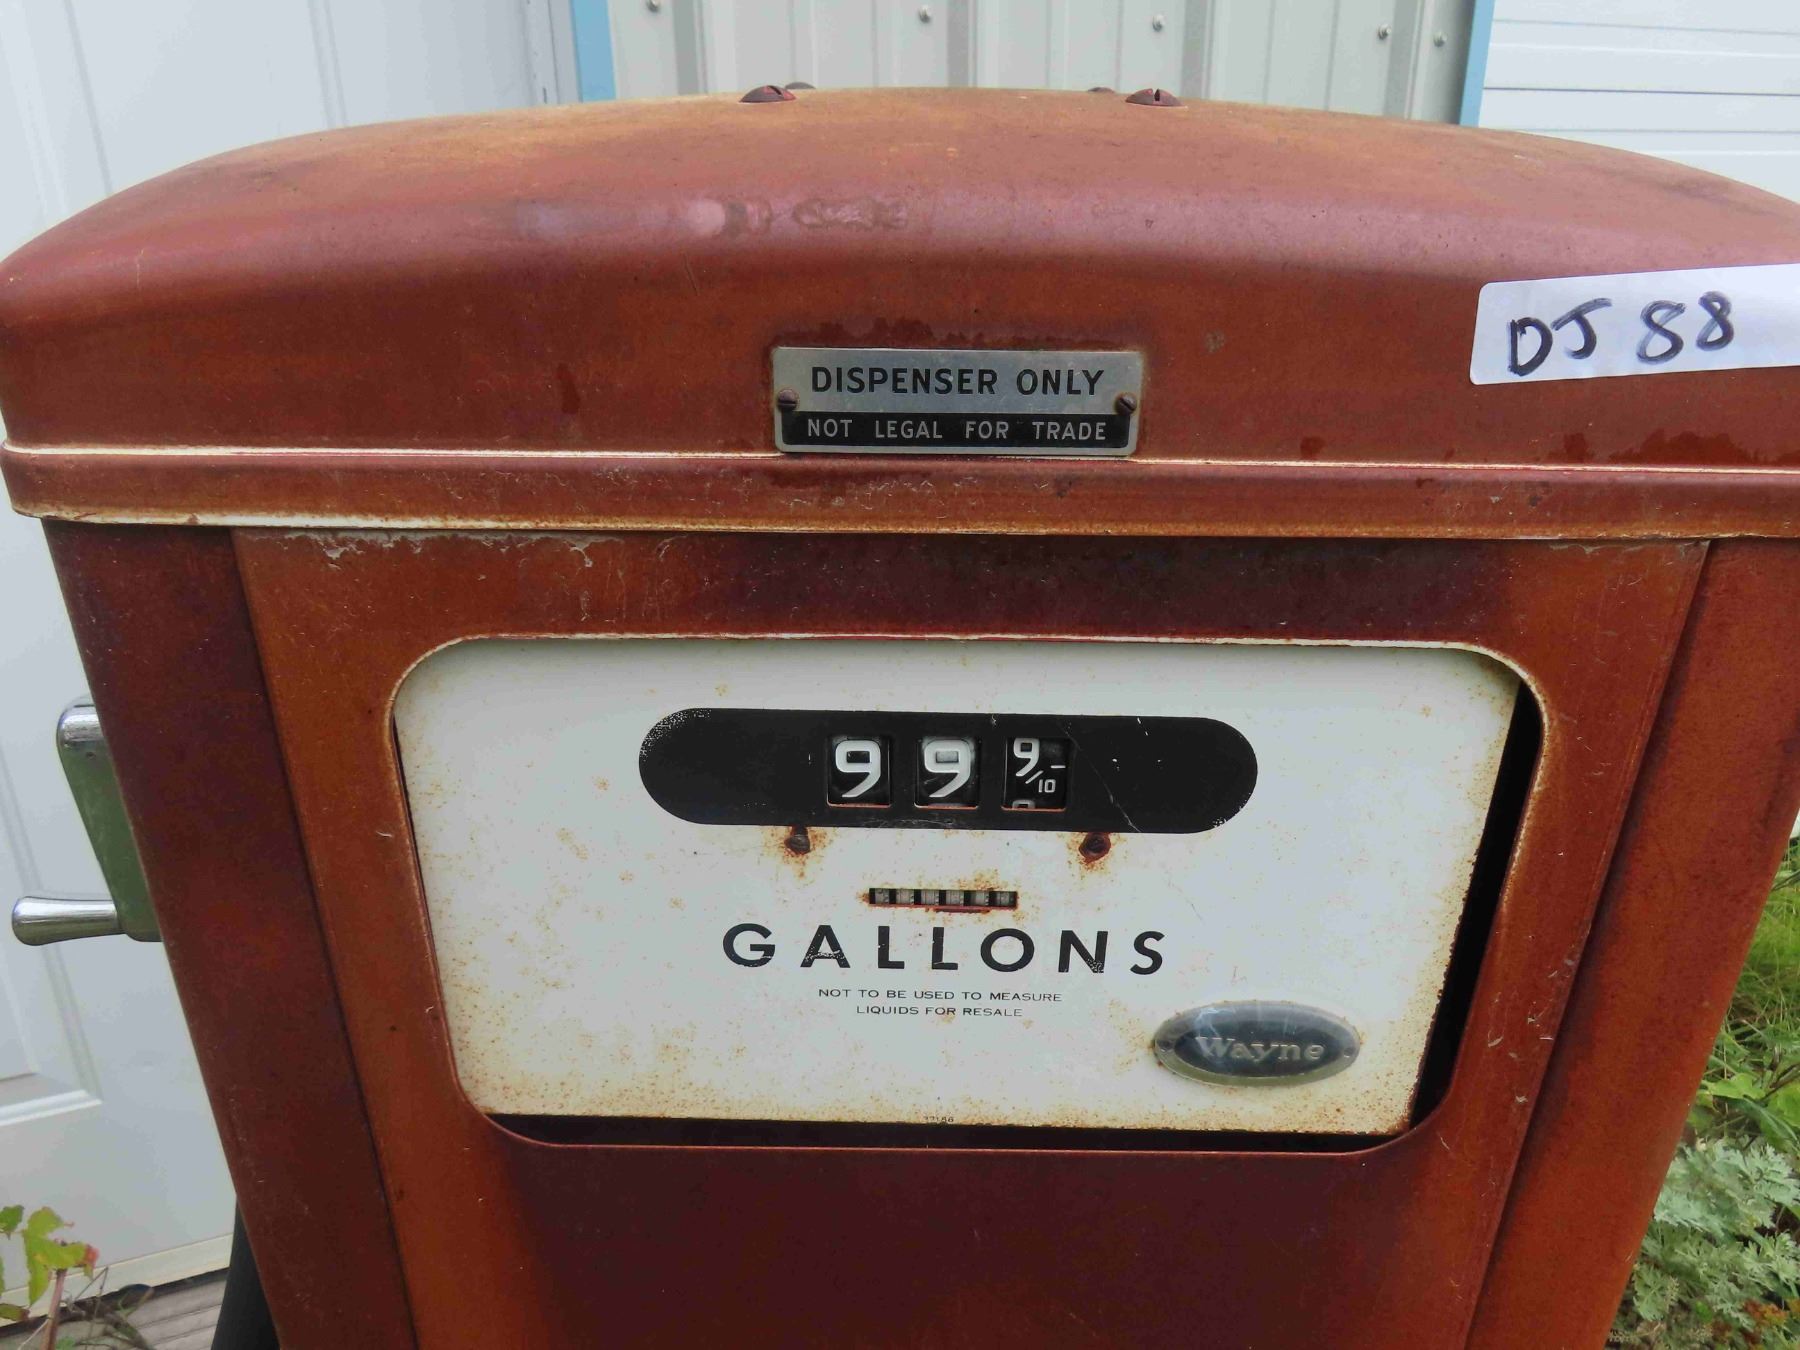 DJ 88
DISPENSER ONLY
NOT LEGAL FOR TRADE
9 9 9/10
GALLONS
NOT TO BE USED TO MEASURE
LIQUIDS FOR RESALE
Wayne